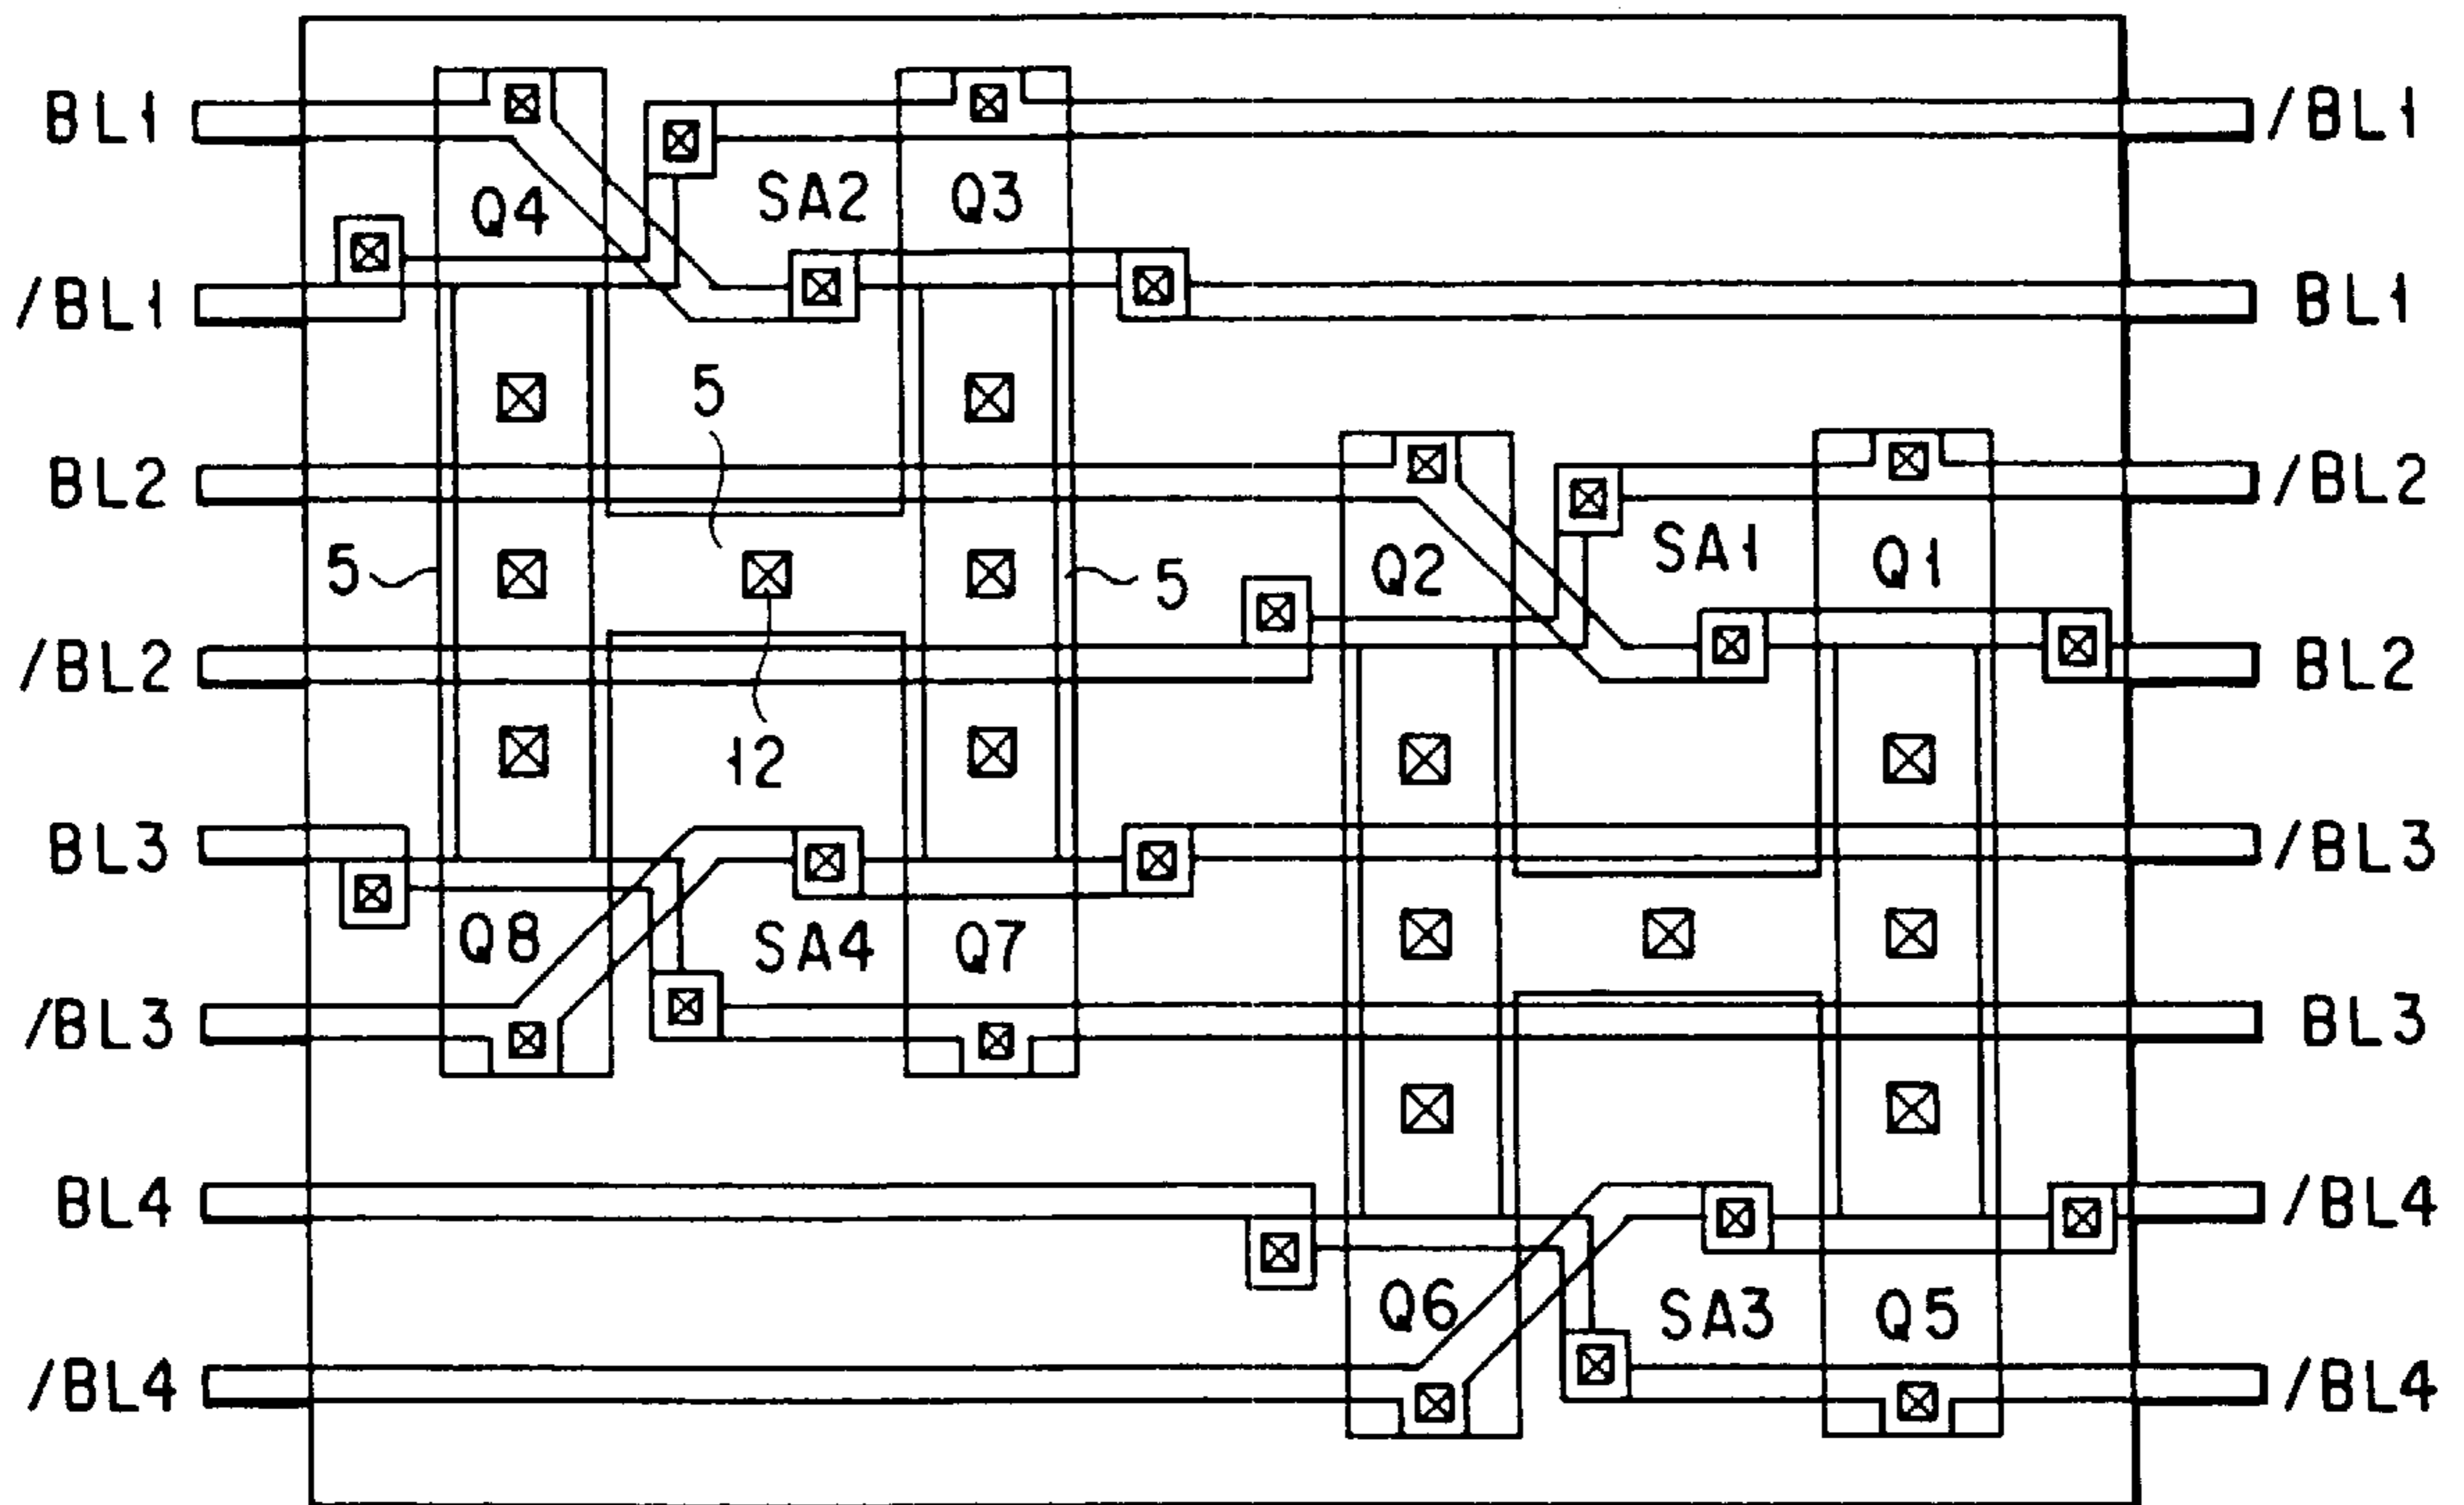 BL1 /BL1
Q4 SA2 Q3
/BL1 BL1
5
BL2 /BL2
5 5 Q2 SA1 Q1
/BL2 BL2
12
BL3 /BL3
Q8 SA4 Q7
/BL3 BL3
BL4 /BL4
Q6 SA3 Q5
/BL4 /BL4